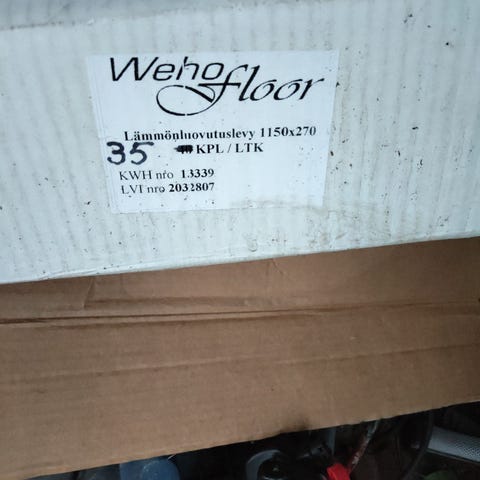 Weho floor
Lämmönluovutuslevy 1150x270
35 KPL / LTK
KWH nro 13339
LVI nro 2032807